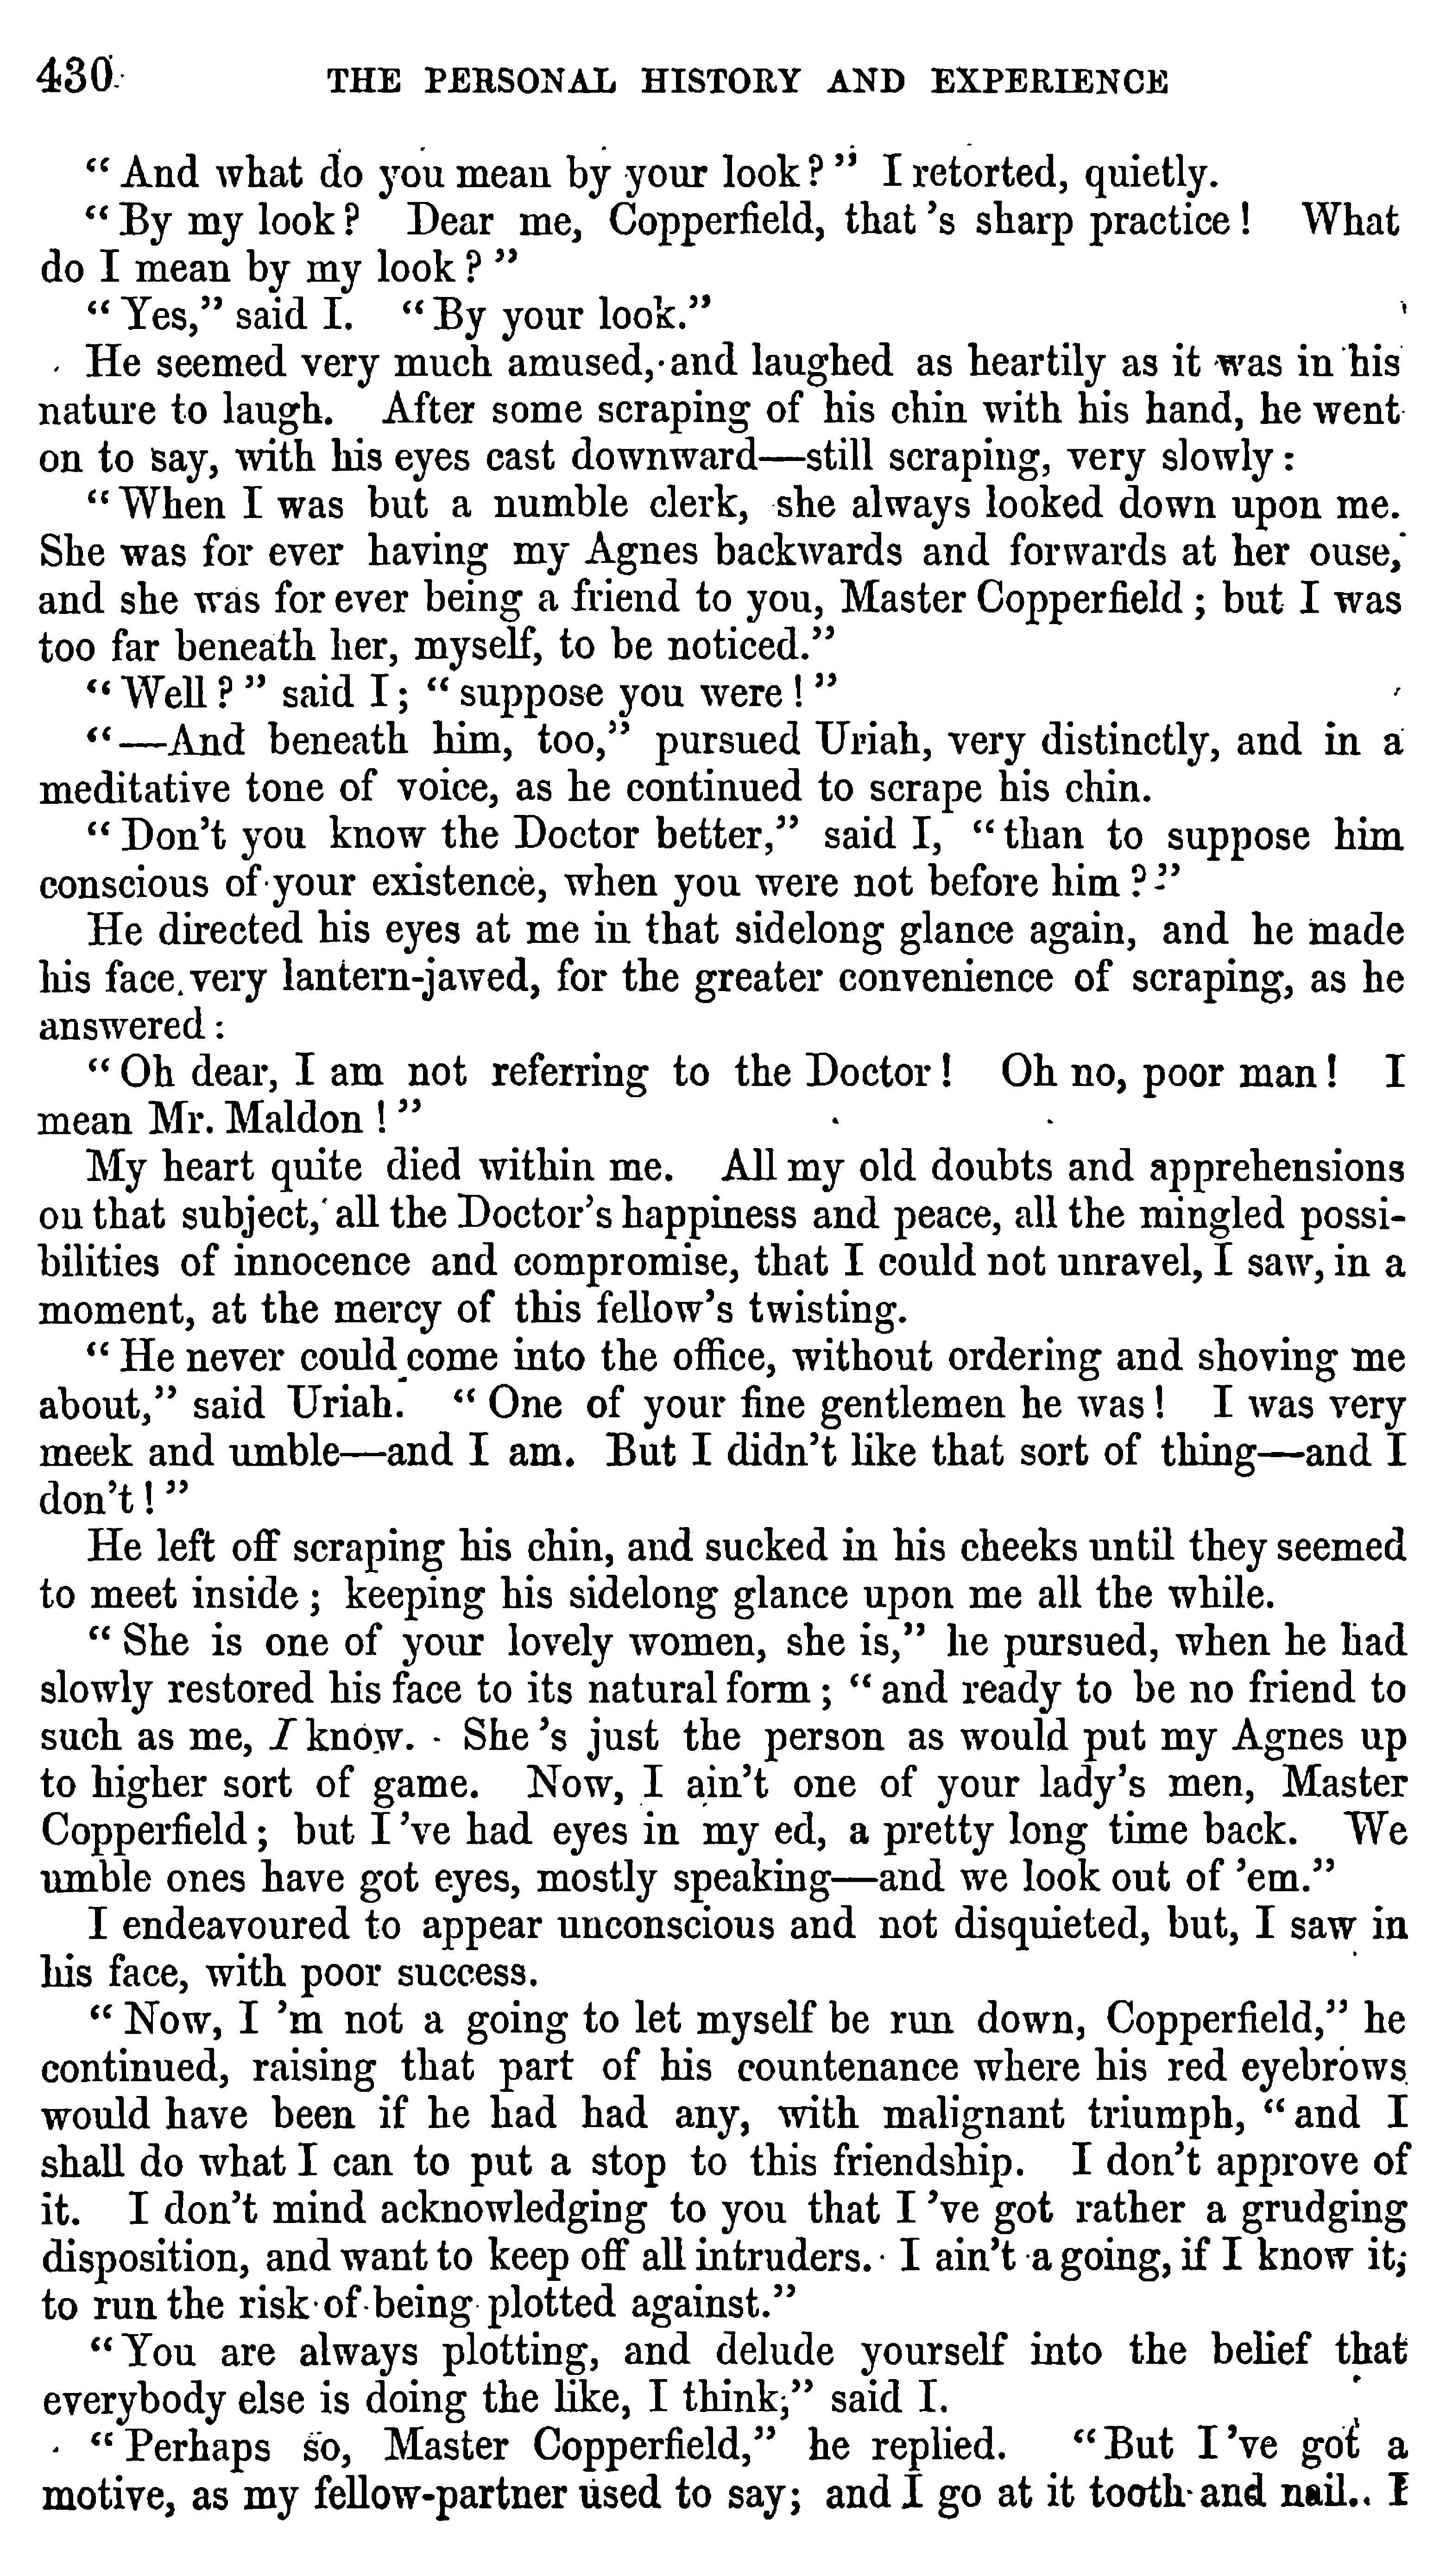 430 THE PERSONAL HISTORY AND EXPERIENCE
“And what do you mean by your look?” I retorted, quietly.
“By my look? Dear me, Copperfield, that ’s sharp practice! What
do I mean by my look?”
“Yes,” said I. “By your look.”
He seemed very much amused, and laughed as heartily as it was in his
nature to laugh. After some scraping of his chin with his hand, he went
on to say, with his eyes cast downward—still scraping, very slowly:
“When I was but a numble clerk, she always looked down upon me.
She was for ever having my Agnes backwards and forwards at her ouse,
and she was for ever being a friend to you, Master Copperfield; but I was
too far beneath her, myself, to be noticed.”
“Well?” said I; “suppose you were!”
“—And beneath him, too,” pursued Uriah, very distinctly, and in a
meditative tone of voice, as he continued to scrape his chin.
“Don’t you know the Doctor better,” said I, “than to suppose him
conscious of your existence, when you were not before him?”
He directed his eyes at me in that sidelong glance again, and he made
his face very lantern-jawed, for the greater convenience of scraping, as he
answered:
“Oh dear, I am not referring to the Doctor! Oh no, poor man! I
mean Mr. Maldon!”
My heart quite died within me. All my old doubts and apprehensions
on that subject, all the Doctor’s happiness and peace, all the mingled possi-
bilities of innocence and compromise, that I could not unravel, I saw, in a
moment, at the mercy of this fellow’s twisting.
“He never could come into the office, without ordering and shoving me
about,” said Uriah. “One of your fine gentlemen he was! I was very
meek and umble—and I am. But I didn’t like that sort of thing—and I
don’t!”
He left off scraping his chin, and sucked in his cheeks until they seemed
to meet inside; keeping his sidelong glance upon me all the while.
“She is one of your lovely women, she is,” he pursued, when he had
slowly restored his face to its natural form; “and ready to be no friend to
such as me, I know. She ’s just the person as would put my Agnes up
to higher sort of game. Now, I ain’t one of your lady’s men, Master
Copperfield; but I ’ve had eyes in my ed, a pretty long time back. We
umble ones have got eyes, mostly speaking—and we look out of ’em.”
I endeavoured to appear unconscious and not disquieted, but, I saw in
his face, with poor success.
“Now, I ’m not a going to let myself be run down, Copperfield,” he
continued, raising that part of his countenance where his red eyebrows
would have been if he had had any, with malignant triumph, “and I
shall do what I can to put a stop to this friendship. I don’t approve of
it. I don’t mind acknowledging to you that I ’ve got rather a grudging
disposition, and want to keep off all intruders. I ain’t a going, if I know it,
to run the risk of being plotted against.”
“You are always plotting, and delude yourself into the belief that
everybody else is doing the like, I think,” said I.
“Perhaps so, Master Copperfield,” he replied. “But I ’ve got a
motive, as my fellow-partner used to say; and I go at it tooth and nail. I